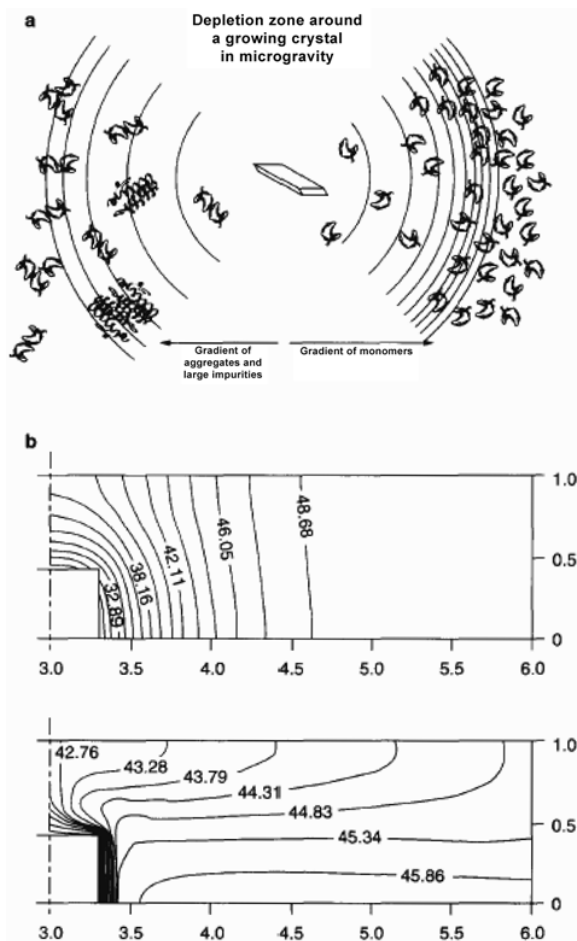 a
Depletion zone around
a growing crystal
in microgravity
Gradient of
aggregates and
large impurities
Gradient of monomers
b
1.0
0.5
0
32.89
38.16
42.11
46.05
48.68
3.0 3.5 4.0 4.5 5.0 5.5 6.0
42.76
43.28
43.79
44.31
44.83
45.34
45.86
1.0
0.5
0
3.0 3.5 4.0 4.5 5.0 5.5 6.0